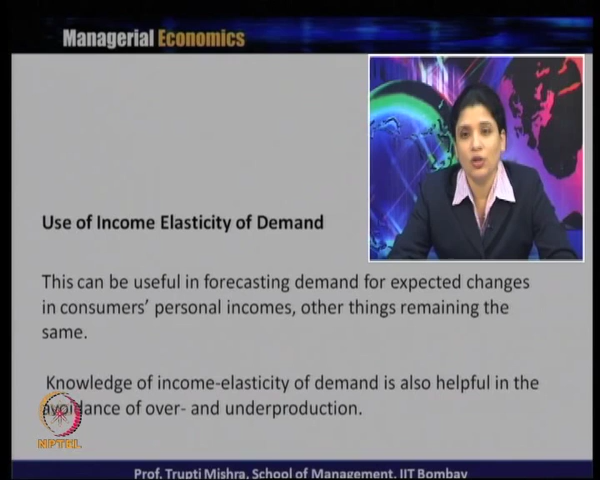 Managerial Economics
Use of Income Elasticity of Demand
This can be useful in forecasting demand for expected changes
in consumers’ personal incomes, other things remaining the
same.
Knowledge of income-elasticity of demand is also helpful in the
avoidance of over- and underproduction.
NPTEL
Prof. Trupti Mishra, School of Management, IIT Bombay